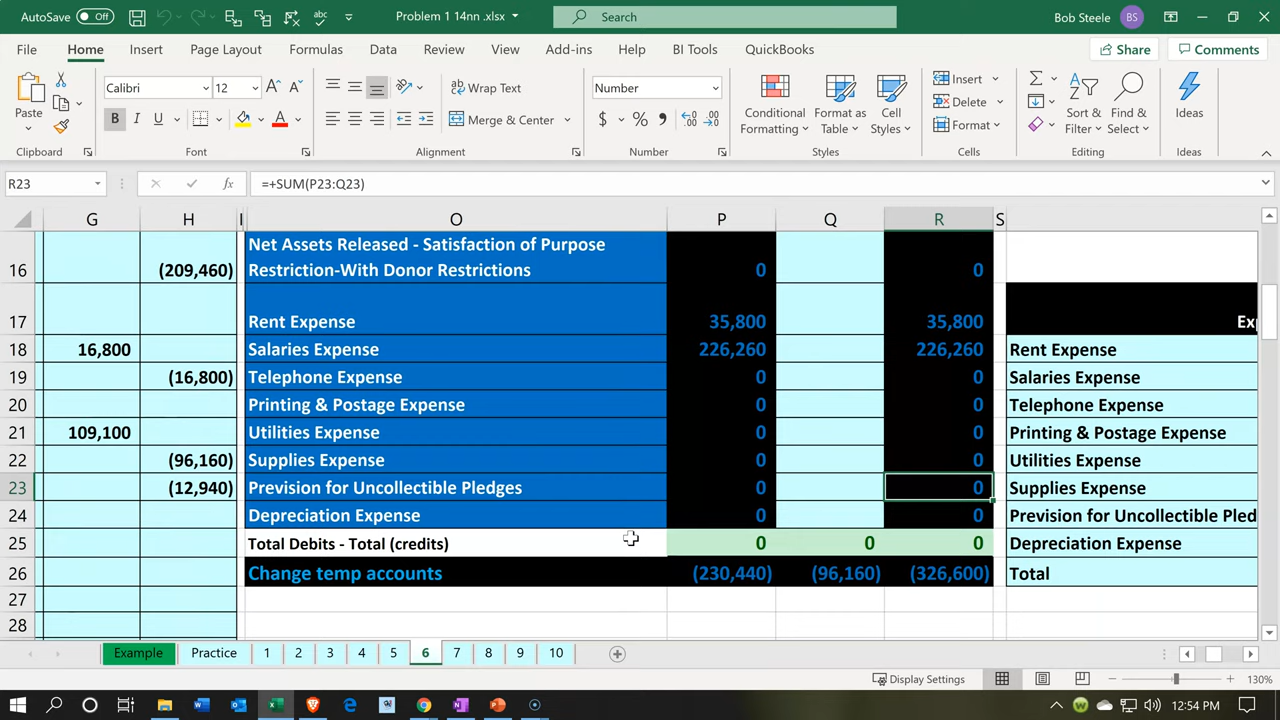 AutoSave Off Problem 1 14nn .xlsx Search Bob Steele BS
File Home Insert Page Layout Formulas Data Review View Add-ins Help BI Tools QuickBooks Share Comments
Calibri 12 Wrap Text Number Insert
Paste B I U Merge & Center $ % Conditional Formatting Format as Table Cell Styles Delete Format Sort & Filter Find & Select Ideas
Clipboard Font Alignment Number Styles Cells Editing Ideas
R23 fx =+SUM(P23:Q23)
G H I O P Q R S
Net Assets Released - Satisfaction of Purpose
16 (209,460) Restriction-With Donor Restrictions 0 0
17 Rent Expense 35,800 35,800 Ex
18 16,800 Salaries Expense 226,260 226,260 Rent Expense
19 (16,800) Telephone Expense 0 0 Salaries Expense
20 Printing & Postage Expense 0 0 Telephone Expense
21 109,100 Utilities Expense 0 0 Printing & Postage Expense
22 (96,160) Supplies Expense 0 0 Utilities Expense
23 (12,940) Prevision for Uncollectible Pledges 0 0 Supplies Expense
24 Depreciation Expense 0 0 Prevision for Uncollectible Pled
25 Total Debits - Total (credits) 0 0 0 Depreciation Expense
26 Change temp accounts (230,440) (96,160) (326,600) Total
27
28
Example Practice 1 2 3 4 5 6 7 8 9 10
Display Settings 130%
12:54 PM